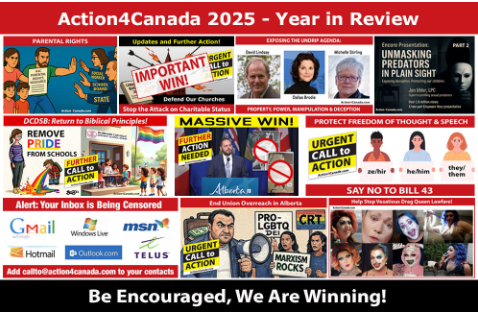 Action4Canada 2025 - Year in Review
PARENTAL RIGHTS
STATE
Updates and Further Action!
IMPORTANT WIN!
URGENT CALL to ACTION
Defend Our Churches
Stop the Attack on Charitable Status
EXPOSING THE UNDRIP AGENDA:
David Lindsay
Michelle Stirling
PROPERTY, POWER, MANIPULATION & DECEPTION
Encore Presentation:
PART 2
UNMASKING
PREDATORS
IN PLAIN SIGHT
DCDSB: Return to Biblical Principles!
REMOVE
PRIDE
FROM SCHOOLS
FURTHER
CALL to
ACTION
MASSIVE WIN!
FURTHER
ACTION
NEEDED
Alberta
PROTECT FREEDOM OF THOUGHT & SPEECH
URGENT
CALL to
ACTION
ze/hir
he/him
they/
them
SAY NO TO BILL 43
Alert: Your Inbox is Being Censored
Gmail
Windows Live
msn
Hotmail
Outlook.com
TELUS
Add callto@action4canada.com to your contacts
End Union Overreach in Alberta
URGENT
CALL to
ACTION
PRO-
LGBTQ
DEI
CRT
MARXISM
ROCKS
Help Stop Vexatious Drag Queen Lawfare!
Be Encouraged, We Are Winning!